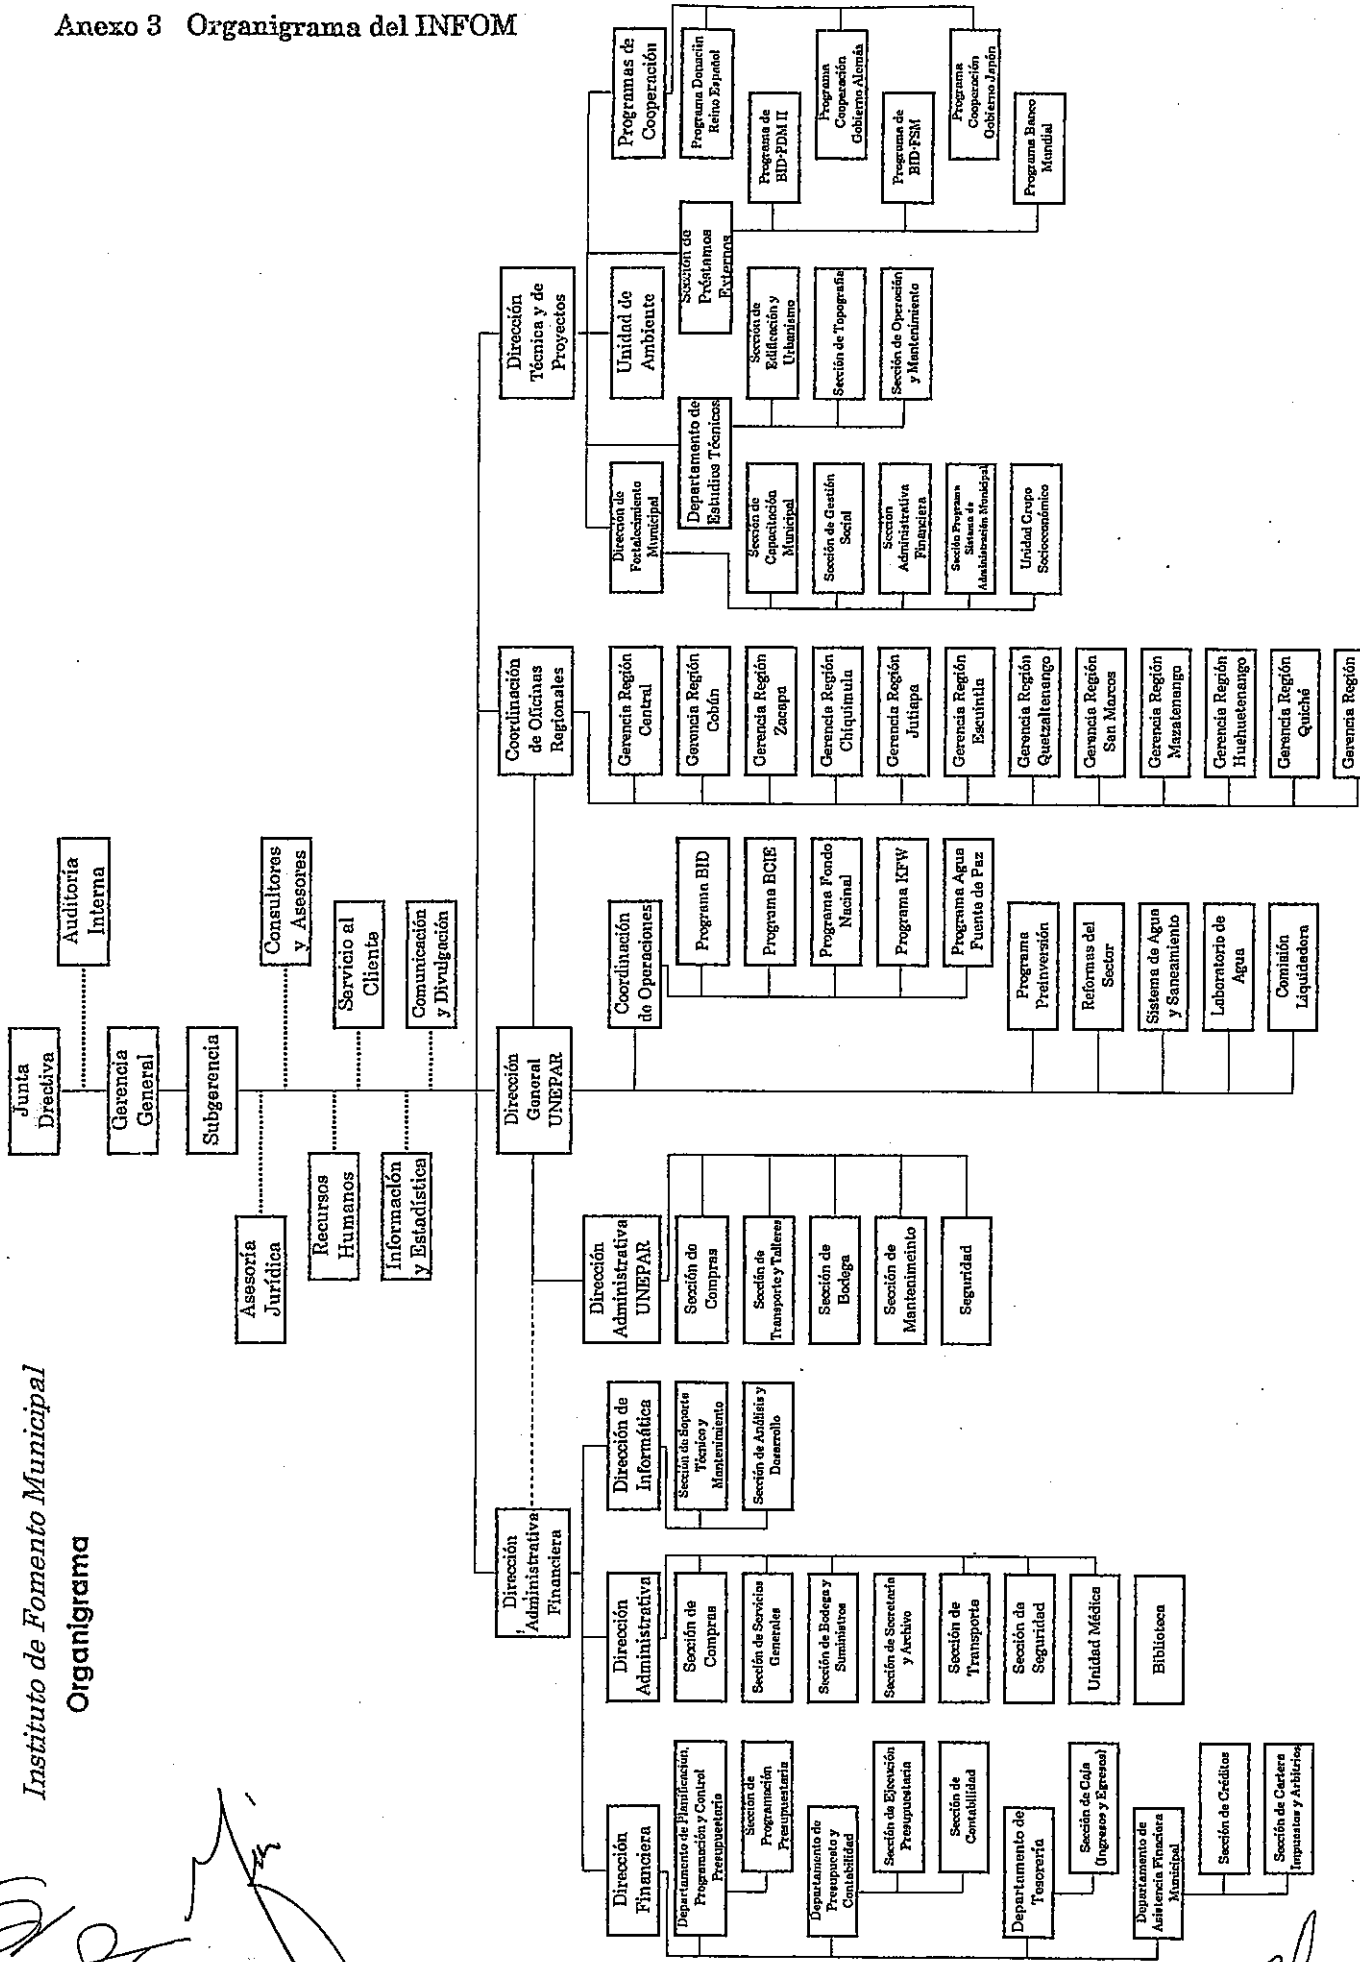 Anexo 3 Organigrama del INFOM
Instituto de Fomento Municipal
Organigrama
Junta
Directiva
Auditoría
Interna
Gerencia
General
Subgerencia
Asesoría
Jurídica
Consultores
y Asesores
Recursos
Humanos
Servicio al
Cliente
Información
y Estadística
Comunicación
y Divulgación
Dirección
Administrativa
Financiera
Dirección
General
UNEPAR
Coordinación
de Oficinas
Regionales
Dirección
Técnica y de
Proyectos
Dirección
Financiera
Departamento de Planificación,
Programación y Control
Presupuestario
Sección de
Programación
Presupuestaria
Departamento de
Presupuesto y
Contabilidad
Sección de Ejecución
Presupuestaria
Sección de
Contabilidad
Departamento de
Tesorería
Sección de Caja
(Ingresos y Egresos)
Departamento de
Asistencia Finaciera
Municipal
Sección de Créditos
Sección de Cartera
Impuestos y Arbitrios
Dirección
Administrativa
Sección de
Compras
Sección de Servicios
Generales
Sección de Bodega y
Suministros
Sección de Secretaría
y Archivo
Sección de
Transporte
Sección de
Seguridad
Unidad Médica
Biblioteca
Dirección de
Informática
Sección de Soporte
Técnico y
Mantenimiento
Sección de Análisis y
Desarrollo
Dirección
Administrativa
UNEPAR
Sección de
Compras
Sección de
Transporte y Talleres
Sección de
Bodega
Sección de
Mantenimeinto
Seguridad
Coordinación
de Operaciones
Programa BID
Programa BCIE
Programa Fondo
Nacinal
Programa KFW
Programa Agua
Fuente de Paz
Programa
Preinversión
Reformas del
Sector
Sistema de Agua
y Saneamiento
Laboratorio de
Agua
Comisión
Liquidadora
Gerencia Región
Central
Gerencia Región
Cobún
Gerencia Región
Zacapa
Gerencia Región
Chiquimula
Gerencia Región
Jutiapa
Gerencia Región
Escuintla
Gerencia Región
Quetzaltenango
Gerencia Región
San Marcos
Gerencia Región
Mazatenango
Gerencia Región
Huehuetenango
Gerencia Región
Quiché
Gerencia Región
Dirección de
Fortalecimiento
Municipal
Sección de
Capacitación
Municipal
Sección de Gestión
Social
Sección
Administrativa
Financiera
Sección Programa
Sistema de
Administración Municipal
Unidad Grupo
Socioeconómico
Departamento de
Estudios Técnicos
Sección de
Edificación y
Urbanismo
Sección de Topografía
Sección de Operación
y Mantenimiento
Unidad de
Ambiente
Sección de
Préstamos
Externos
Programa de
BID-PDM II
Programa de
BID-FSM
Programa Banco
Mundial
Programas de
Cooperación
Programa Donación
Reino Español
Programa
Cooperación
Gobierno Alemás
Programa
Cooperación
Gobierno Japón